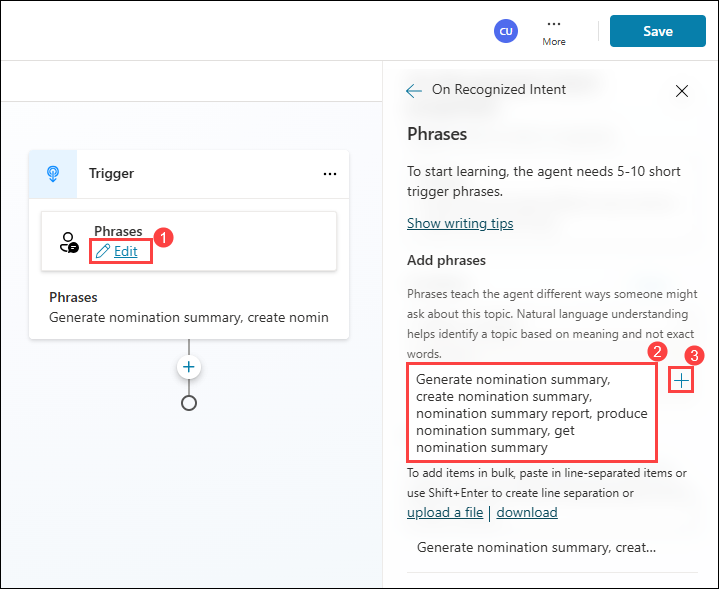 CU
...
More
Save
On Recognized Intent
Trigger
...
Phrases
Edit
1
Phrases
Generate nomination summary, create nomin
Phrases
To start learning, the agent needs 5-10 short
trigger phrases.
Show writing tips
Add phrases
Phrases teach the agent different ways someone might
ask about this topic. Natural language understanding
helps identify a topic based on meaning and not exact
words.
2
3
Generate nomination summary,
create nomination summary,
nomination summary report, produce
nomination summary, get
nomination summary
To add items in bulk, paste in line-separated items or
use Shift+Enter to create line separation or
upload a file | download
Generate nomination summary, creat...